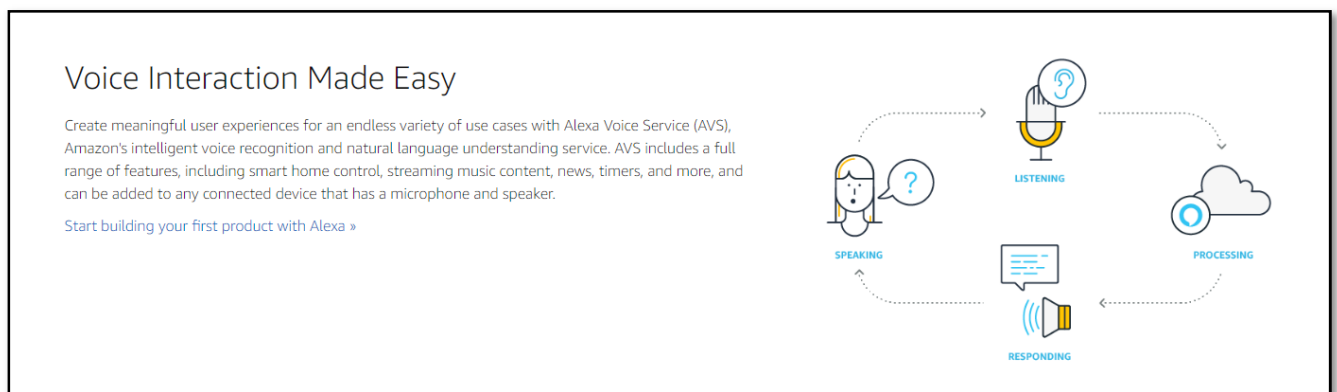 Voice Interaction Made Easy
Create meaningful user experiences for an endless variety of use cases with Alexa Voice Service (AVS),
Amazon's intelligent voice recognition and natural language understanding service. AVS includes a full
range of features, including smart home control, streaming music content, news, timers, and more, and
can be added to any connected device that has a microphone and speaker.
Start building your first product with Alexa »
?
LISTENING
SPEAKING
PROCESSING
RESPONDING